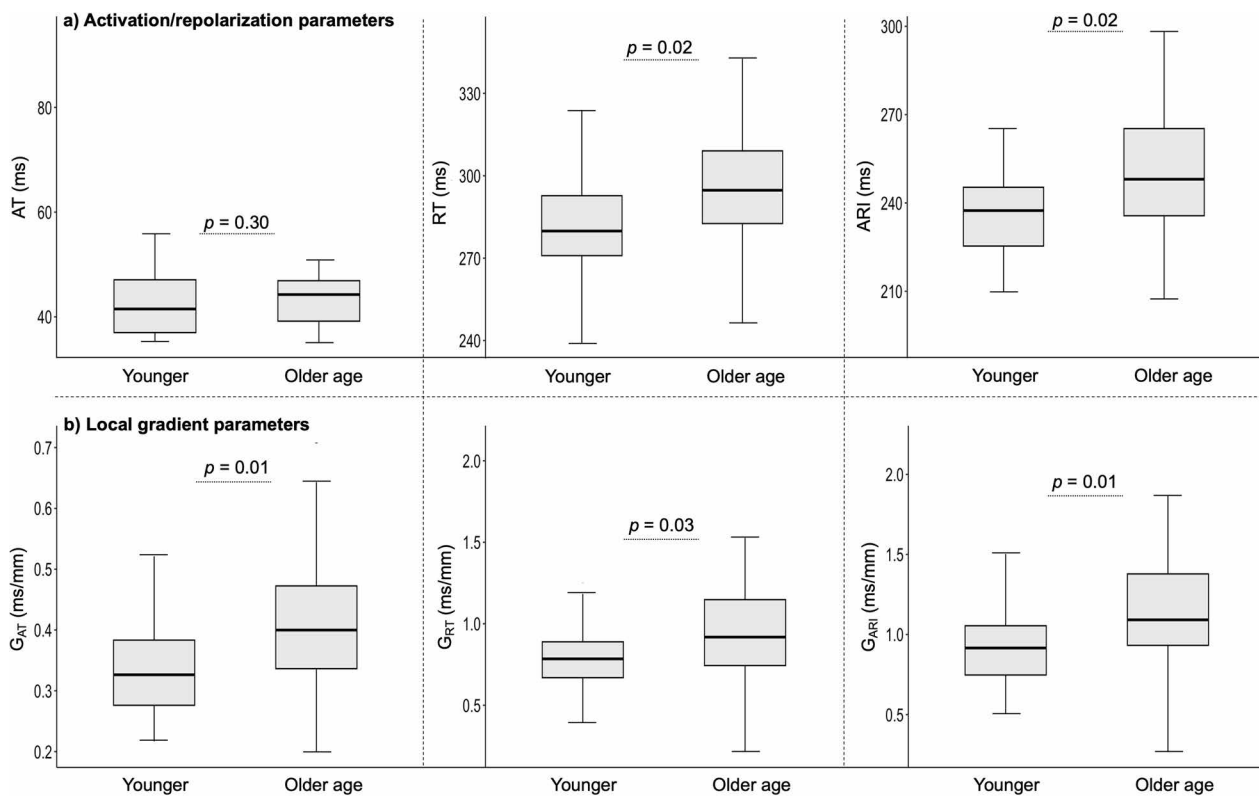 a) Activation/repolarization parameters
AT (ms)
80
60
40
p = 0.30
Younger
Older age
RT (ms)
330
300
270
240
p = 0.02
Younger
Older age
ARI (ms)
300
270
240
210
p = 0.02
Younger
Older age
b) Local gradient parameters
GAT (ms/mm)
0.7
0.6
0.5
0.4
0.3
0.2
p = 0.01
Younger
Older age
GRT (ms/mm)
2.0
1.5
1.0
0.5
p = 0.03
Younger
Older age
GARI (ms/mm)
2.0
1.5
1.0
0.5
p = 0.01
Younger
Older age